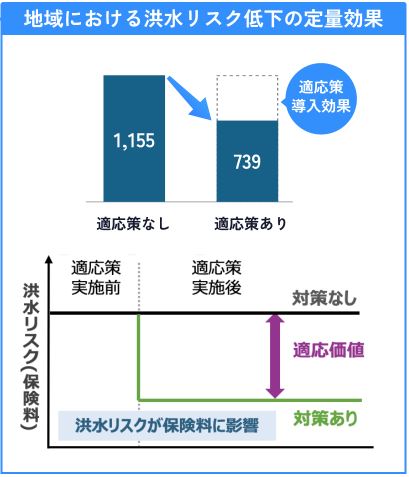 地域における洪水リスク低下の定量効果
適応策
導入効果
1,155
739
適応策なし
適応策あり
適応策
実施前
適応策
実施後
対策なし
洪水リスク(保険料)
適応価値
対策あり
洪水リスクが保険料に影響